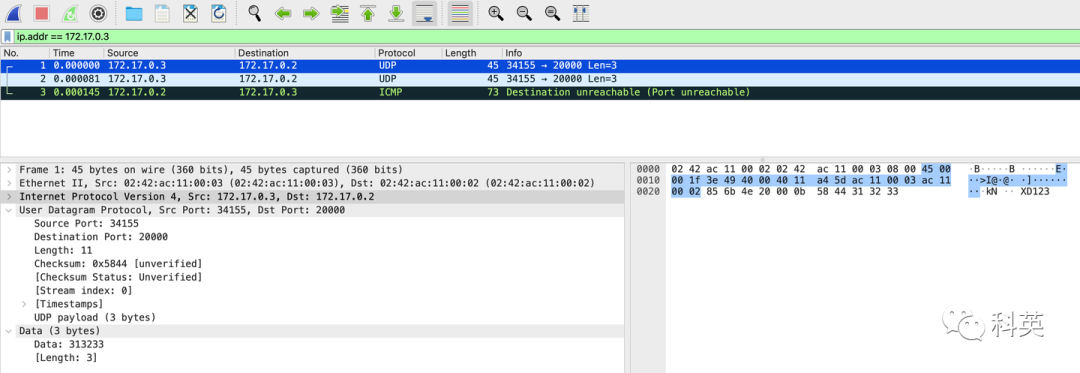 ip.addr == 172.17.0.3
No. Time Source Destination Protocol Length Info
1 0.000000 172.17.0.3 172.17.0.2 UDP 45 34155 → 20000 Len=3
2 0.000081 172.17.0.3 172.17.0.2 UDP 45 34155 → 20000 Len=3
3 0.000145 172.17.0.2 172.17.0.3 ICMP 73 Destination unreachable (Port unreachable)
Frame 1: 45 bytes on wire (360 bits), 45 bytes captured (360 bits)
Ethernet II, Src: 02:42:ac:11:00:03 (02:42:ac:11:00:03), Dst: 02:42:ac:11:00:02 (02:42:ac:11:00:02)
Internet Protocol Version 4, Src: 172.17.0.3, Dst: 172.17.0.2
User Datagram Protocol, Src Port: 34155, Dst Port: 20000
Source Port: 34155
Destination Port: 20000
Length: 11
Checksum: 0x5844 [unverified]
[Checksum Status: Unverified]
[Stream index: 0]
[Timestamps]
UDP payload (3 bytes)
Data (3 bytes)
Data: 313233
[Length: 3]
0000 02 42 ac 11 00 02 02 42 ac 11 00 03 08 00 45 00 ·B·····B ······E·
0010 00 1f 3e 49 40 00 40 11 a4 5d ac 11 00 03 ac 11 ··>I@·@· ·]······
0020 00 02 85 6b 4e 20 00 0b 58 44 31 32 33 ···kN ·· XD123
科英